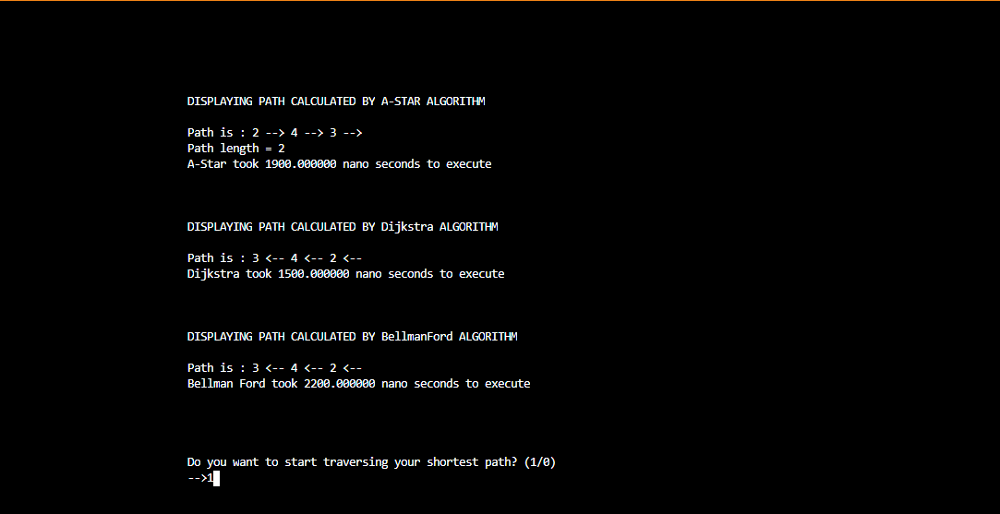 DISPLAYING PATH CALCULATED BY A-STAR ALGORITHM
Path is : 2 --> 4 --> 3 -->
Path length = 2
A-Star took 1900.000000 nano seconds to execute
DISPLAYING PATH CALCULATED BY Dijkstra ALGORITHM
Path is : 3 <-- 4 <-- 2 <--
Dijkstra took 1500.000000 nano seconds to execute
DISPLAYING PATH CALCULATED BY BellmanFord ALGORITHM
Path is : 3 <-- 4 <-- 2 <--
Bellman Ford took 2200.000000 nano seconds to execute
Do you want to start traversing your shortest path? (1/0)
-->1